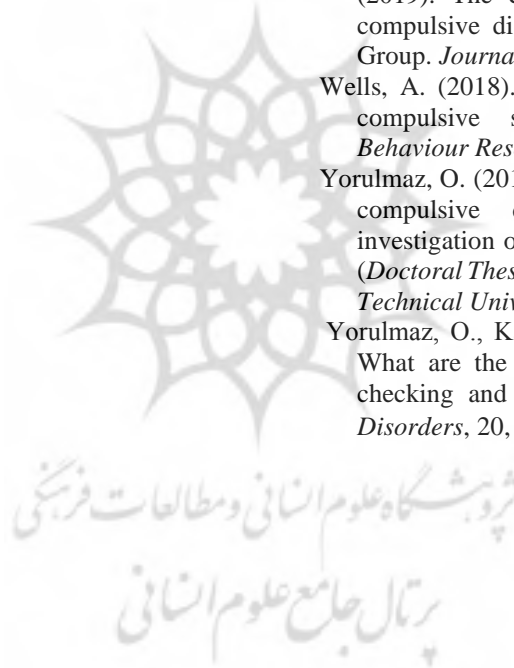 (2019). The
compulsive di
Group. Journa
Wells, A. (2018).
compulsive s
Behaviour Res
Yorulmaz, O. (201
compulsive
investigation o
(Doctoral Thes
Technical Univ
Yorulmaz, O., K
What are the
checking and
Disorders, 20,
پژوهشگاه علوم انسانی و مطالعات فرهنگی
پرتال جامع علوم انسانی